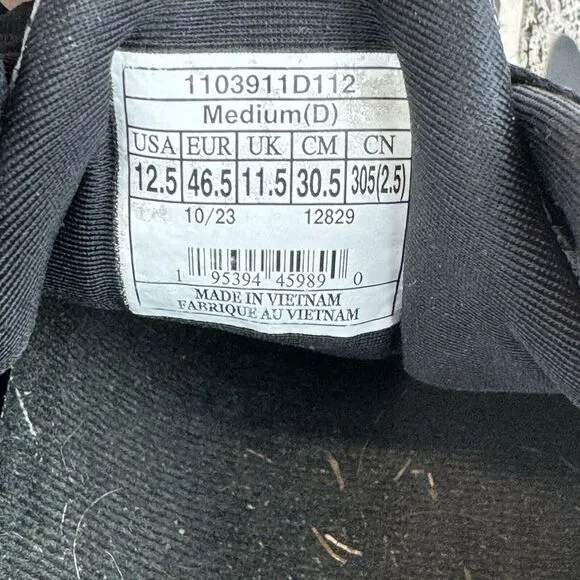 1103911D112
Medium(D)
USA EUR UK CM CN
12.5 46.5 11.5 30.5 305(2.5)
10/23 12829
1 95394 45989 0
MADE IN VIETNAM
FABRIQUE AU VIETNAM